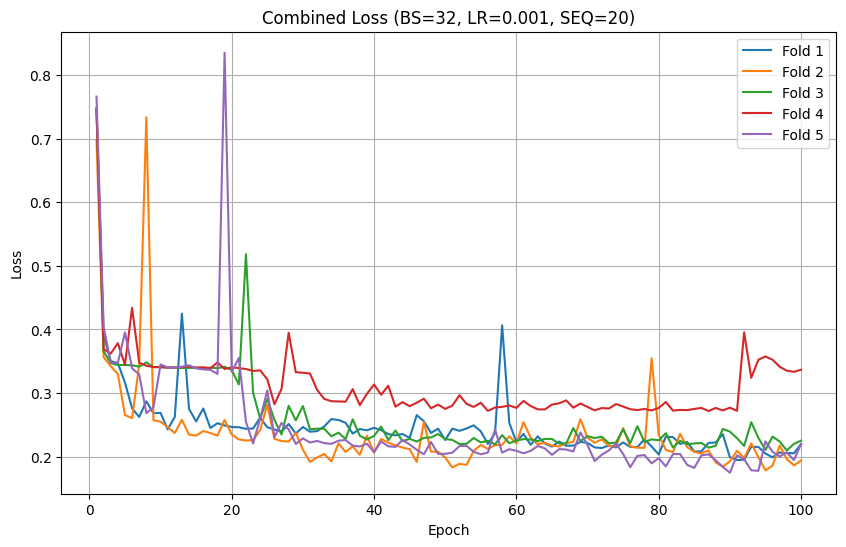 Combined Loss (BS=32, LR=0.001, SEQ=20)
Fold 1
Fold 2
Fold 3
Fold 4
Fold 5
Loss
0.8
0.7
0.6
0.5
0.4
0.3
0.2
0 20 40 60 80 100
Epoch